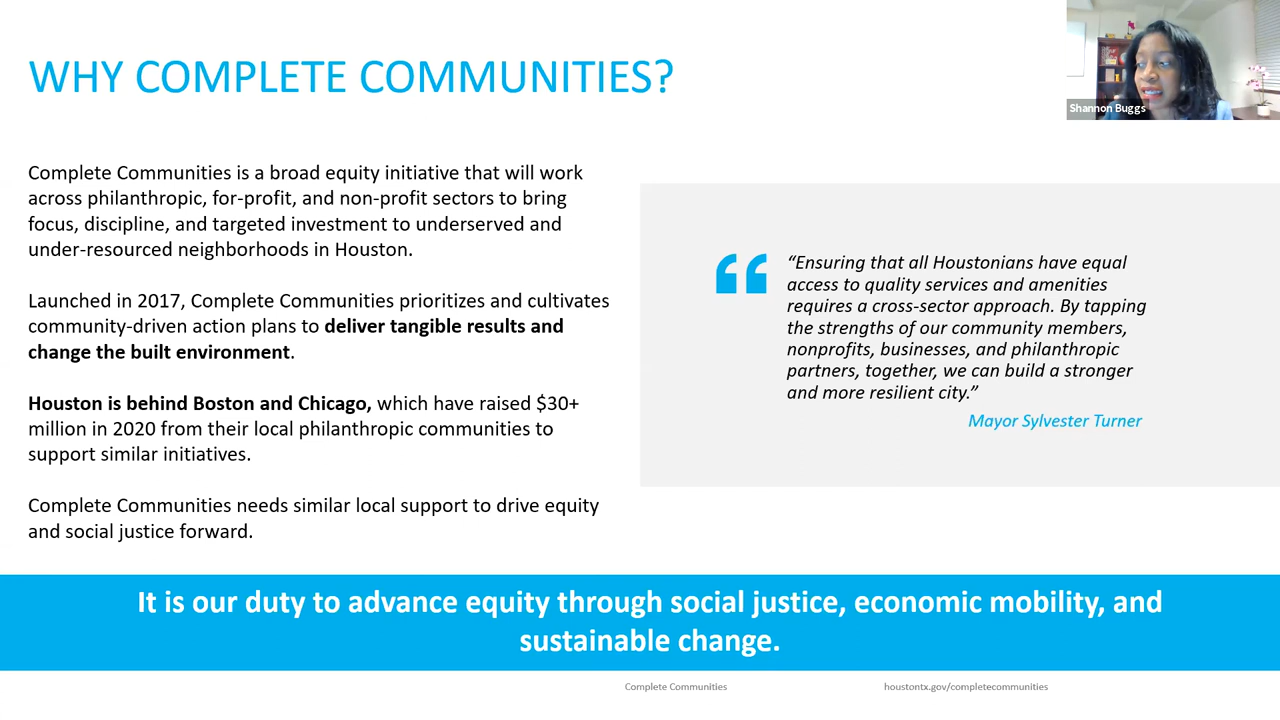 WHY COMPLETE COMMUNITIES?
Shannon Buggs
Complete Communities is a broad equity initiative that will work
across philanthropic, for-profit, and non-profit sectors to bring
focus, discipline, and targeted investment to underserved and
under-resourced neighborhoods in Houston.
Launched in 2017, Complete Communities prioritizes and cultivates
community-driven action plans to deliver tangible results and
change the built environment.
Houston is behind Boston and Chicago, which have raised $30+
million in 2020 from their local philanthropic communities to
support similar initiatives.
Complete Communities needs similar local support to drive equity
and social justice forward.
“Ensuring that all Houstonians have equal
access to quality services and amenities
requires a cross-sector approach. By tapping
the strengths of our community members,
nonprofits, businesses, and philanthropic
partners, together, we can build a stronger
and more resilient city.”
Mayor Sylvester Turner
It is our duty to advance equity through social justice, economic mobility, and
sustainable change.
Complete Communities
houstontx.gov/completecommunities